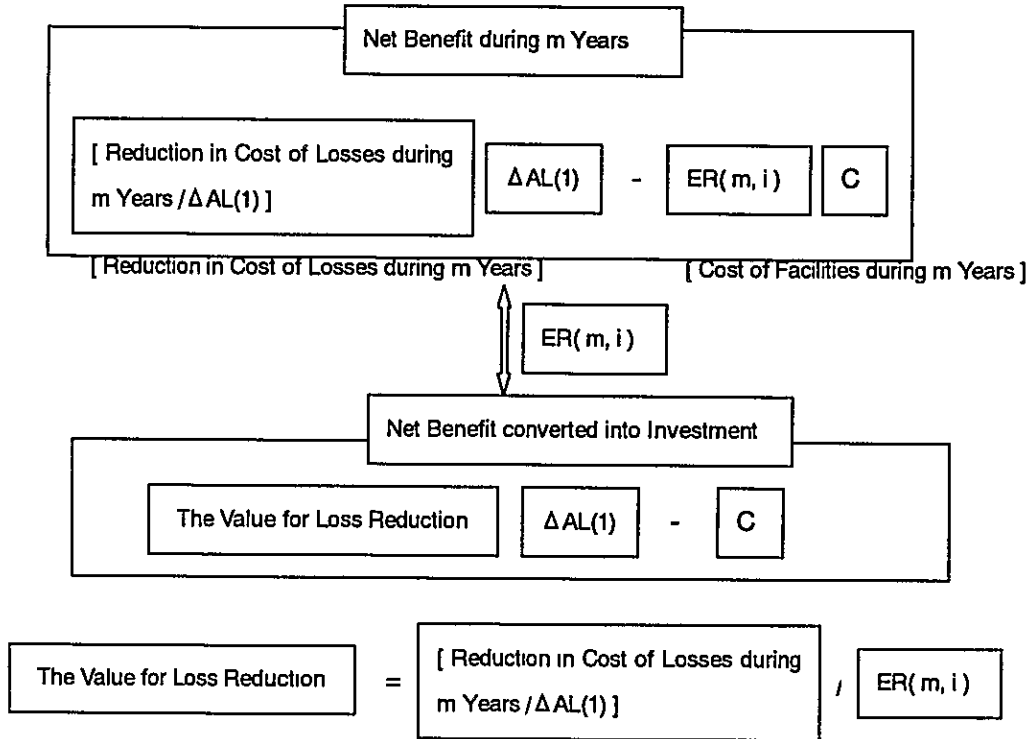 Net Benefit during m Years
[ Reduction in Cost of Losses during
m Years /ΔAL(1) ]
ΔAL(1) - ER( m, i ) C
[ Reduction in Cost of Losses during m Years ] [ Cost of Facilities during m Years ]
ER( m, i )
Net Benefit converted into Investment
The Value for Loss Reduction ΔAL(1) - C
The Value for Loss Reduction = [ Reduction in Cost of Losses during
m Years /ΔAL(1) ]
/ ER( m, i )